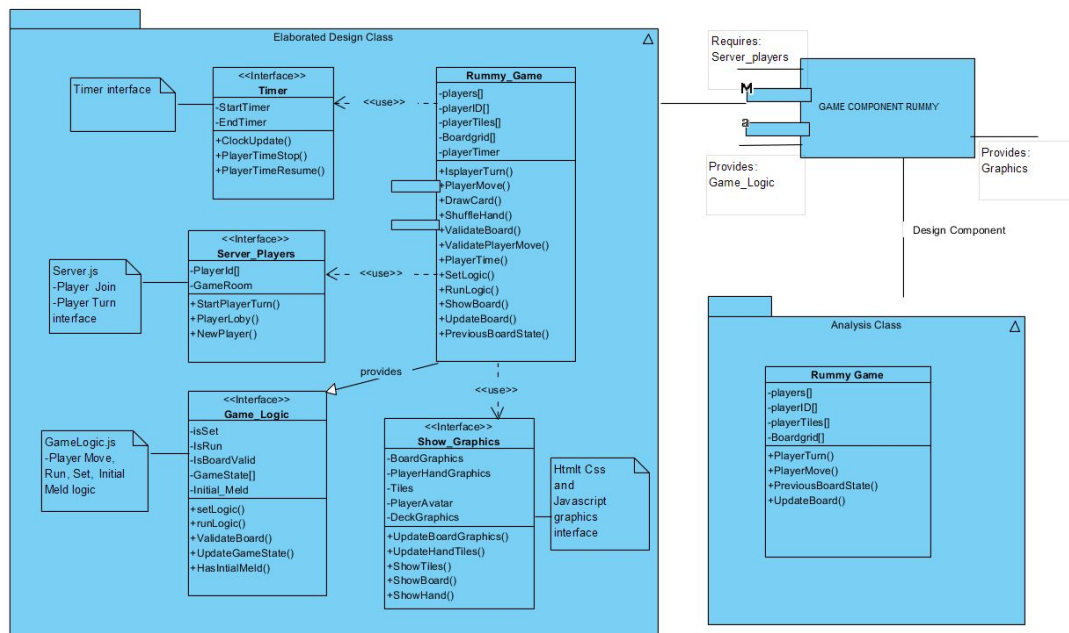 Elaborated Design Class
Timer interface
<<Interface>>
Timer
-StartTimer
-EndTimer
+ClockUpdate()
+PlayerTimeStop()
+PlayerTimeResume()
<<use>>
Rummy_Game
-players[]
-playerID[]
-playerTiles[]
-Boardgrid[]
-playerTimer
+IsplayerTurn()
+PlayerMove()
+DrawCard()
+ShuffleHand()
+ValidateBoard()
+ValidatePlayerMove()
+PlayerTime()
+SetLogic()
+RunLogic()
+ShowBoard()
+UpdateBoard()
+PreviousBoardState()
Server.js
-Player Join
-Player Turn
interface
<<Interface>>
Server_Players
-PlayerId[]
-GameRoom
+StartPlayerTurn()
+PlayerLoby()
+NewPlayer()
<<use>>
provides
<<use>>
GameLogic.js
-Player Move,
Run, Set, Initial
Meld logic
<<Interface>>
Game_Logic
-isSet
-IsRun
-IsBoardValid
-GameState[]
-Initial_Meld
+setLogic()
+runLogic()
+ValidateBoard()
+UpdateGameState()
+HasIntialMeld()
<<Interface>>
Show_Graphics
-BoardGraphics
-PlayerHandGraphics
-Tiles
-PlayerAvatar
-DeckGraphics
+UpdateBoardGraphics()
+UpdateHandTiles()
+ShowTiles()
+ShowBoard()
+ShowHand()
Htmlt Css
and
Javascript
graphics
interface
Requires:
Server_players
M
a
GAME COMPONENT RUMMY
Provides:
Game_Logic
Provides:
Graphics
Design Component
Analysis Class
Rummy Game
-players[]
-playerID[]
-playerTiles[]
-Boardgrid[]
+PlayerTurn()
+PlayerMove()
+PreviousBoardState()
+UpdateBoard()